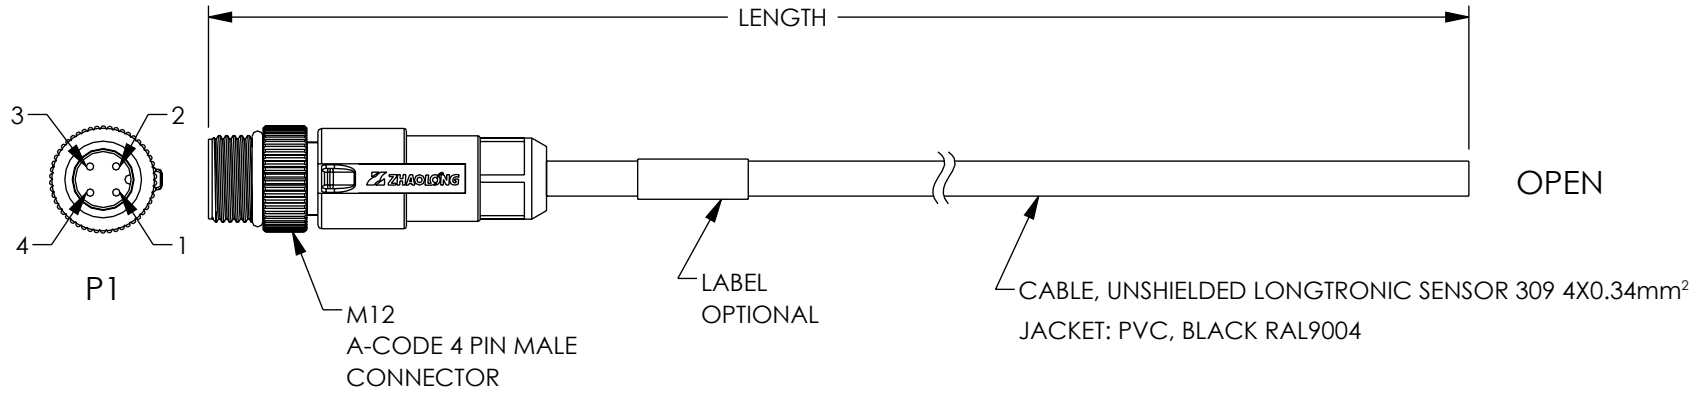 LENGTH
3
2
4
1
P1
ZHAOLONG
OPEN
M12
A-CODE 4 PIN MALE
CONNECTOR
LABEL
OPTIONAL
CABLE, UNSHIELDED LONGTRONIC SENSOR 309 4X0.34mm²
JACKET: PVC, BLACK RAL9004